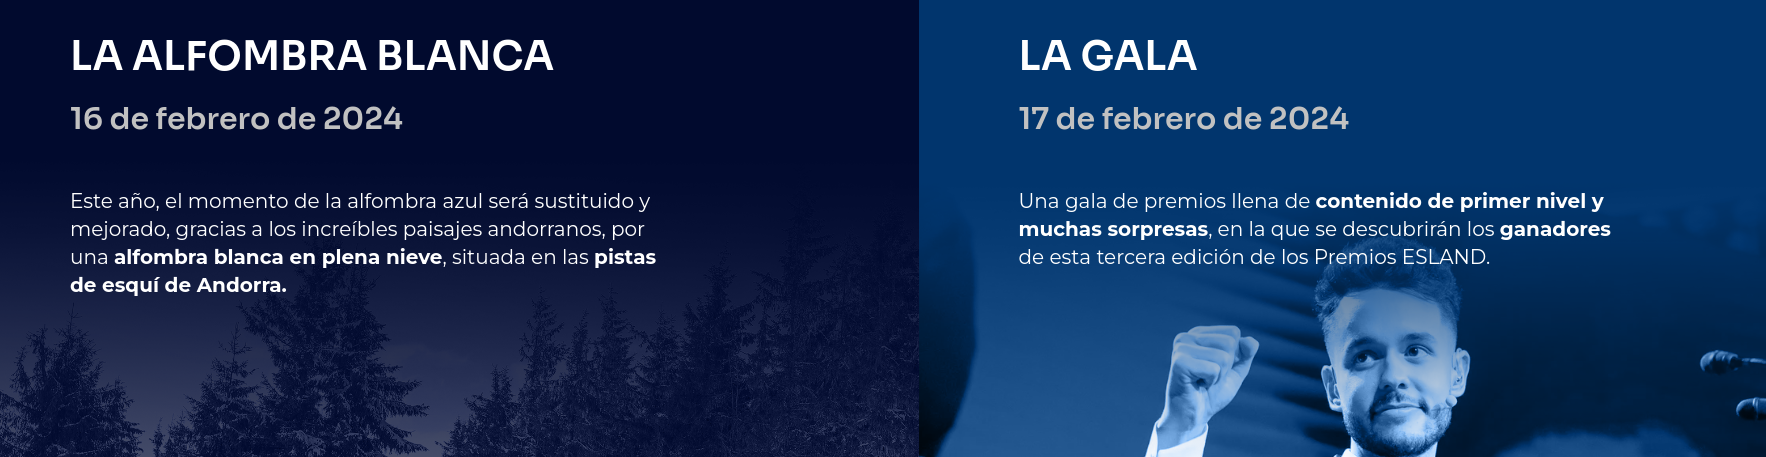 LA ALFOMBRA BLANCA
16 de febrero de 2024
Este año, el momento de la alfombra azul será sustituido y
mejorado, gracias a los increíbles paisajes andorranos, por
una alfombra blanca en plena nieve, situada en las pistas
de esquí de Andorra.
LA GALA
17 de febrero de 2024
Una gala de premios llena de contenido de primer nivel y
muchas sorpresas, en la que se descubrirán los ganadores
de esta tercera edición de los Premios ESLAND.